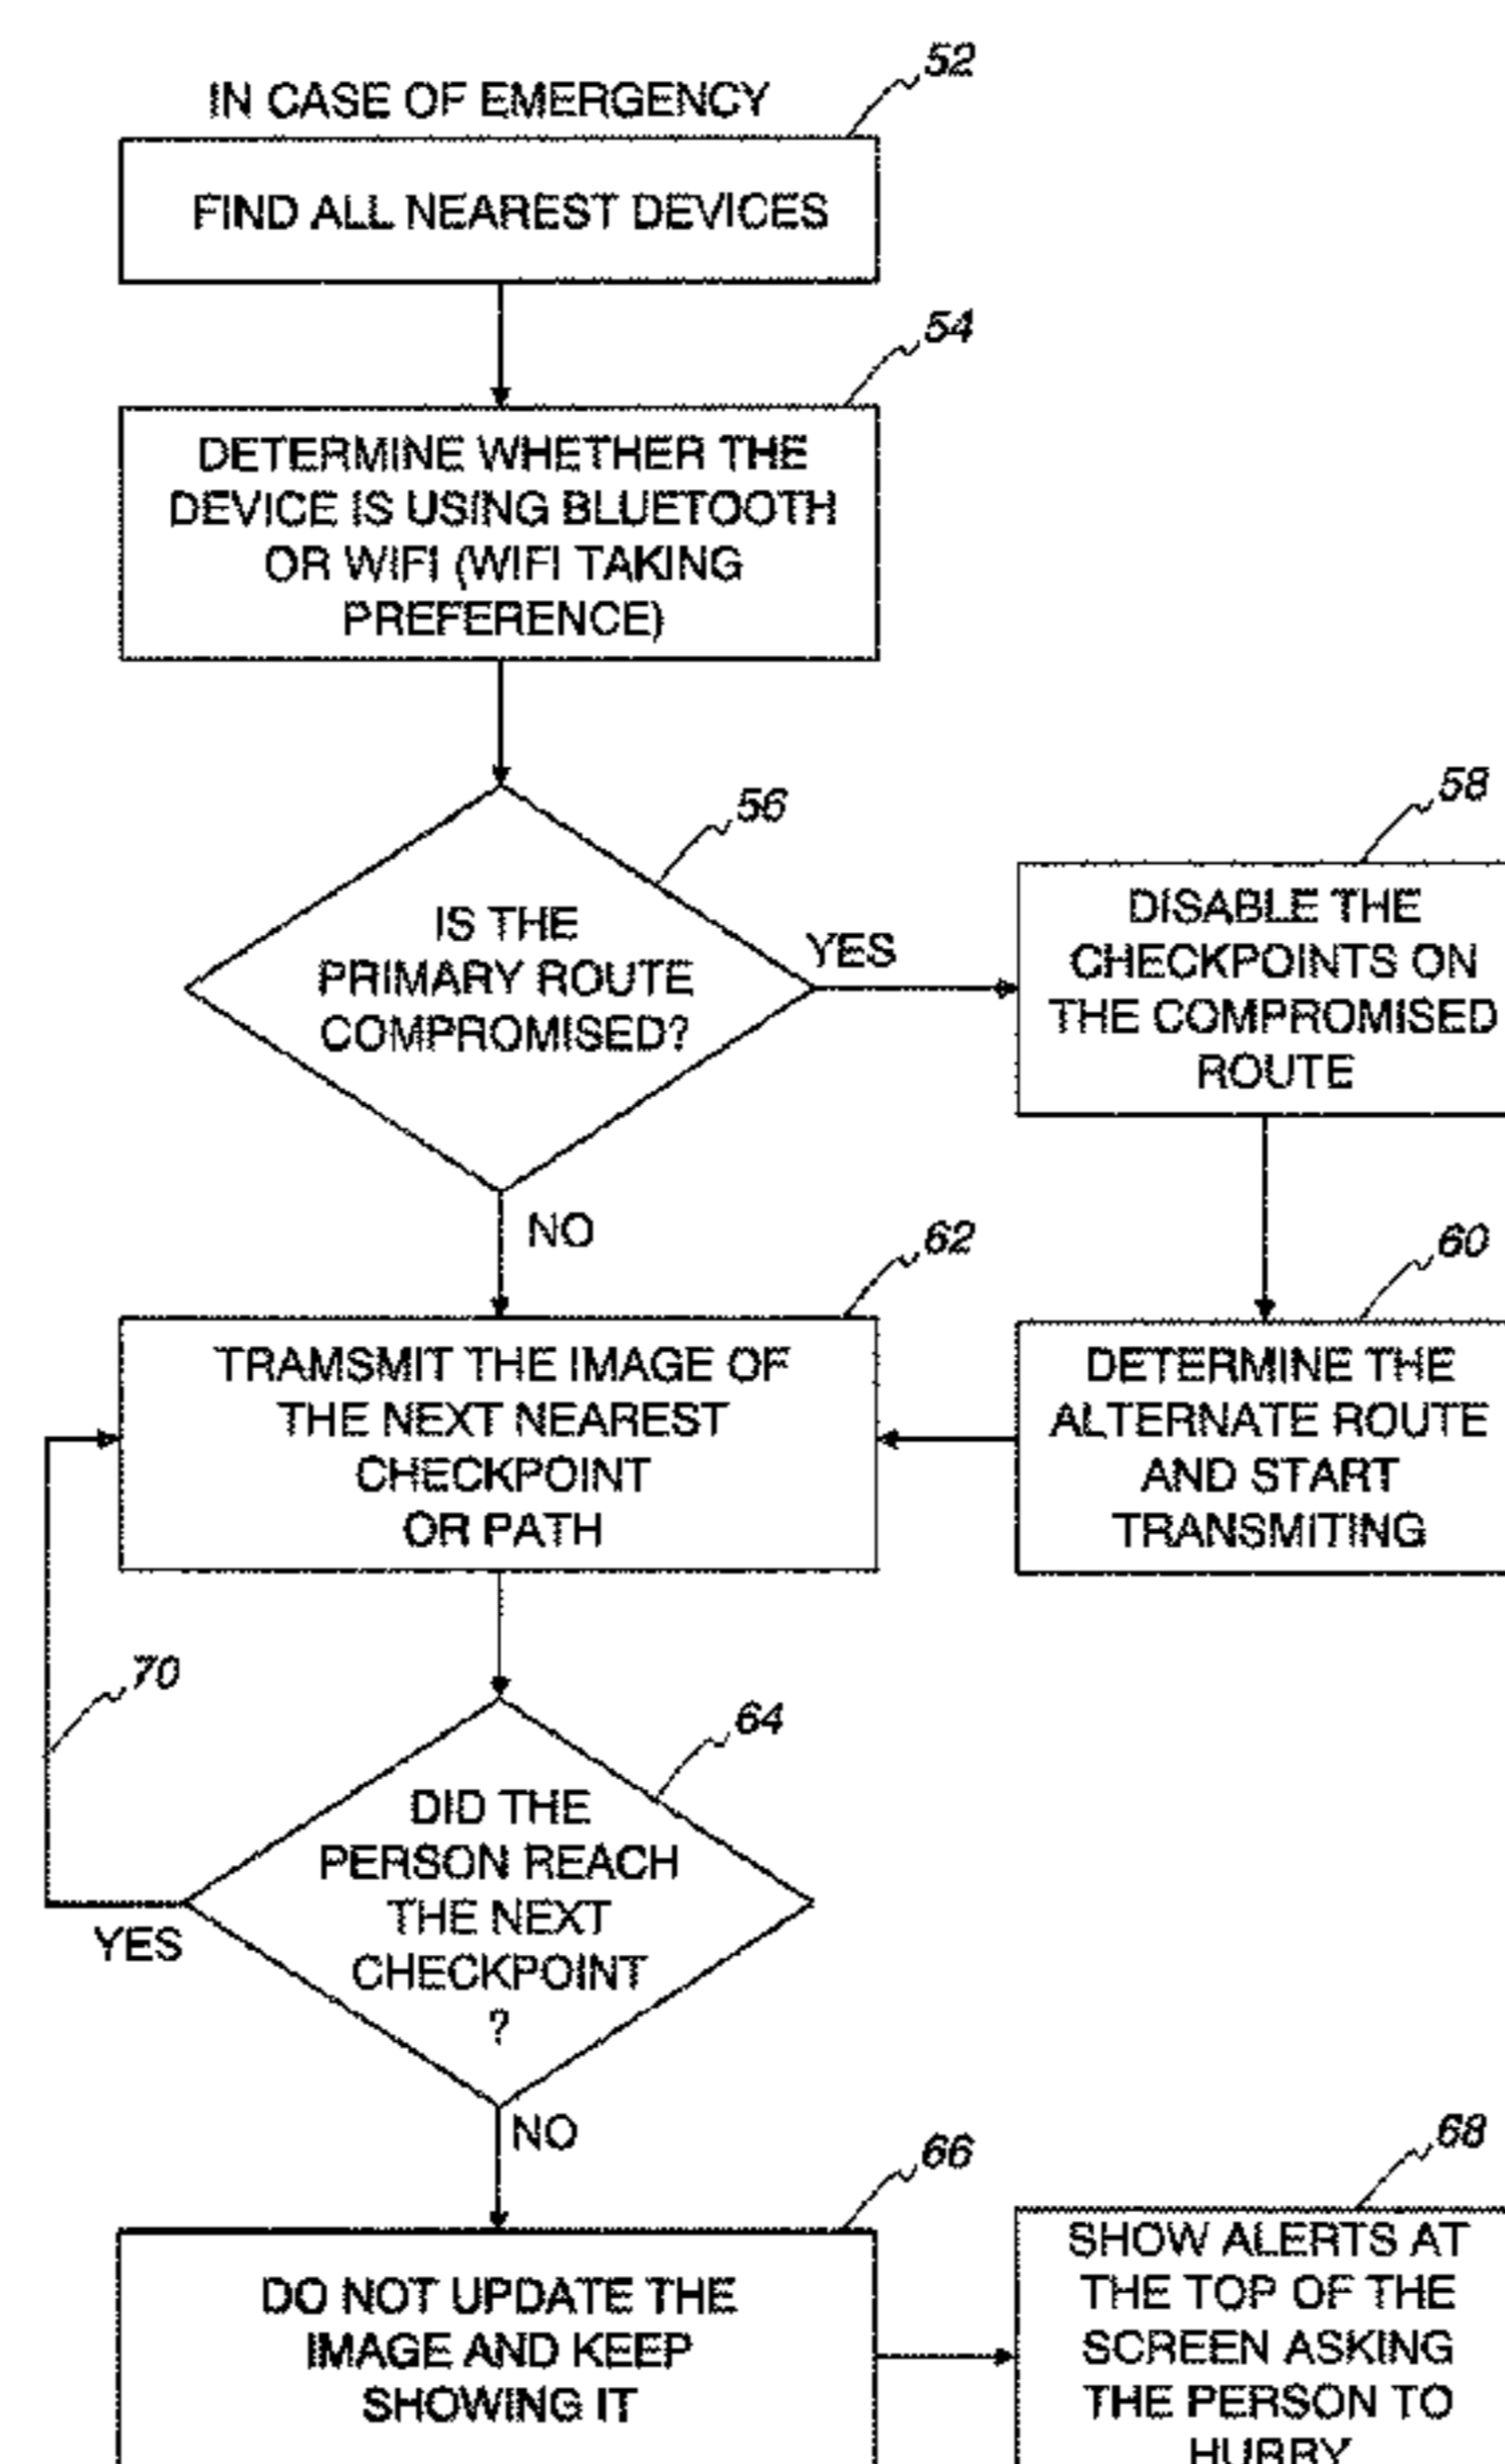 52
IN CASE OF EMERGENCY
FIND ALL NEAREST DEVICES
54
DETERMINE WHETHER THE
DEVICE IS USING BLUETOOTH
OR WIFI (WIFI TAKING
PREFERENCE)
56
IS THE
PRIMARY ROUTE
COMPROMISED?
YES
NO
58
DISABLE THE
CHECKPOINTS ON
THE COMPROMISED
ROUTE
60
DETERMINE THE
ALTERNATE ROUTE
AND START
TRANSMITING
62
TRAMSMIT THE IMAGE OF
THE NEXT NEAREST
CHECKPOINT
OR PATH
70
64
DID THE
PERSON REACH
THE NEXT
CHECKPOINT
?
YES
NO
66
DO NOT UPDATE THE
IMAGE AND KEEP
SHOWING IT
68
SHOW ALERTS AT
THE TOP OF THE
SCREEN ASKING
THE PERSON TO
HURRY